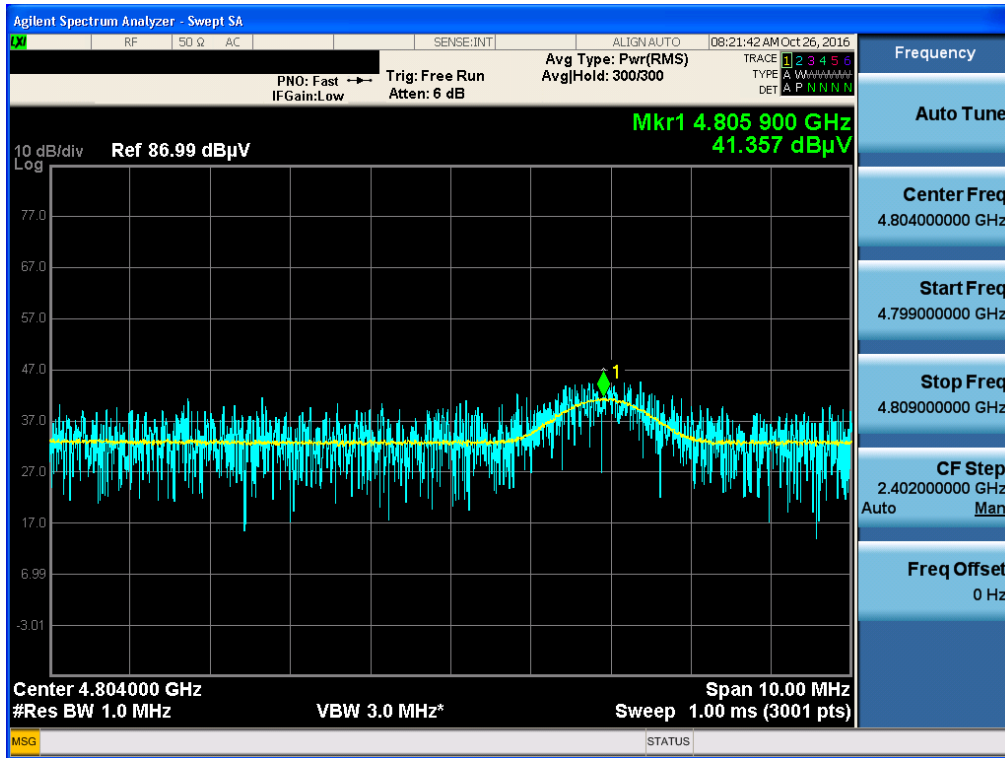 Agilent Spectrum Analyzer - Swept SA
LXI RF 50 Ω AC SENSE:INT ALIGN AUTO 08:21:42 AM Oct 26, 2016
Frequency
PNO: Fast
IFGain:Low
Trig: Free Run
Atten: 6 dB
Avg Type: Pwr(RMS)
Avg|Hold: 300/300
TRACE 1 2 3 4 5 6
TYPE A WWWWWW
DET A P N N N N
Mkr1 4.805 900 GHz
41.357 dBµV
10 dB/div Ref 86.99 dBµV
Log
77.0
67.0
57.0
47.0
37.0
27.0
17.0
6.99
-3.01
1
Center 4.804000 GHz Span 10.00 MHz
#Res BW 1.0 MHz VBW 3.0 MHz* Sweep 1.00 ms (3001 pts)
Auto Tune
Center Freq
4.804000000 GHz
Start Freq
4.799000000 GHz
Stop Freq
4.809000000 GHz
CF Step
2.402000000 GHz
Auto Man
Freq Offset
0 Hz
MSG STATUS